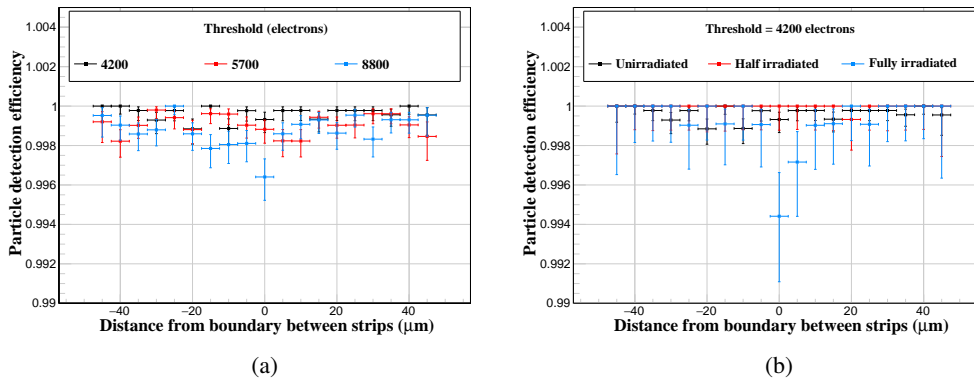 Threshold (electrons)
4200 5700 8800
Particle detection efficiency
1.004
1.002
1
0.998
0.996
0.994
0.992
0.99
−40 −20 0 20 40
Distance from boundary between strips (μm)
(a)
Threshold = 4200 electrons
Unirradiated Half irradiated Fully irradiated
Particle detection efficiency
1.004
1.002
1
0.998
0.996
0.994
0.992
0.99
−40 −20 0 20 40
Distance from boundary between strips (μm)
(b)